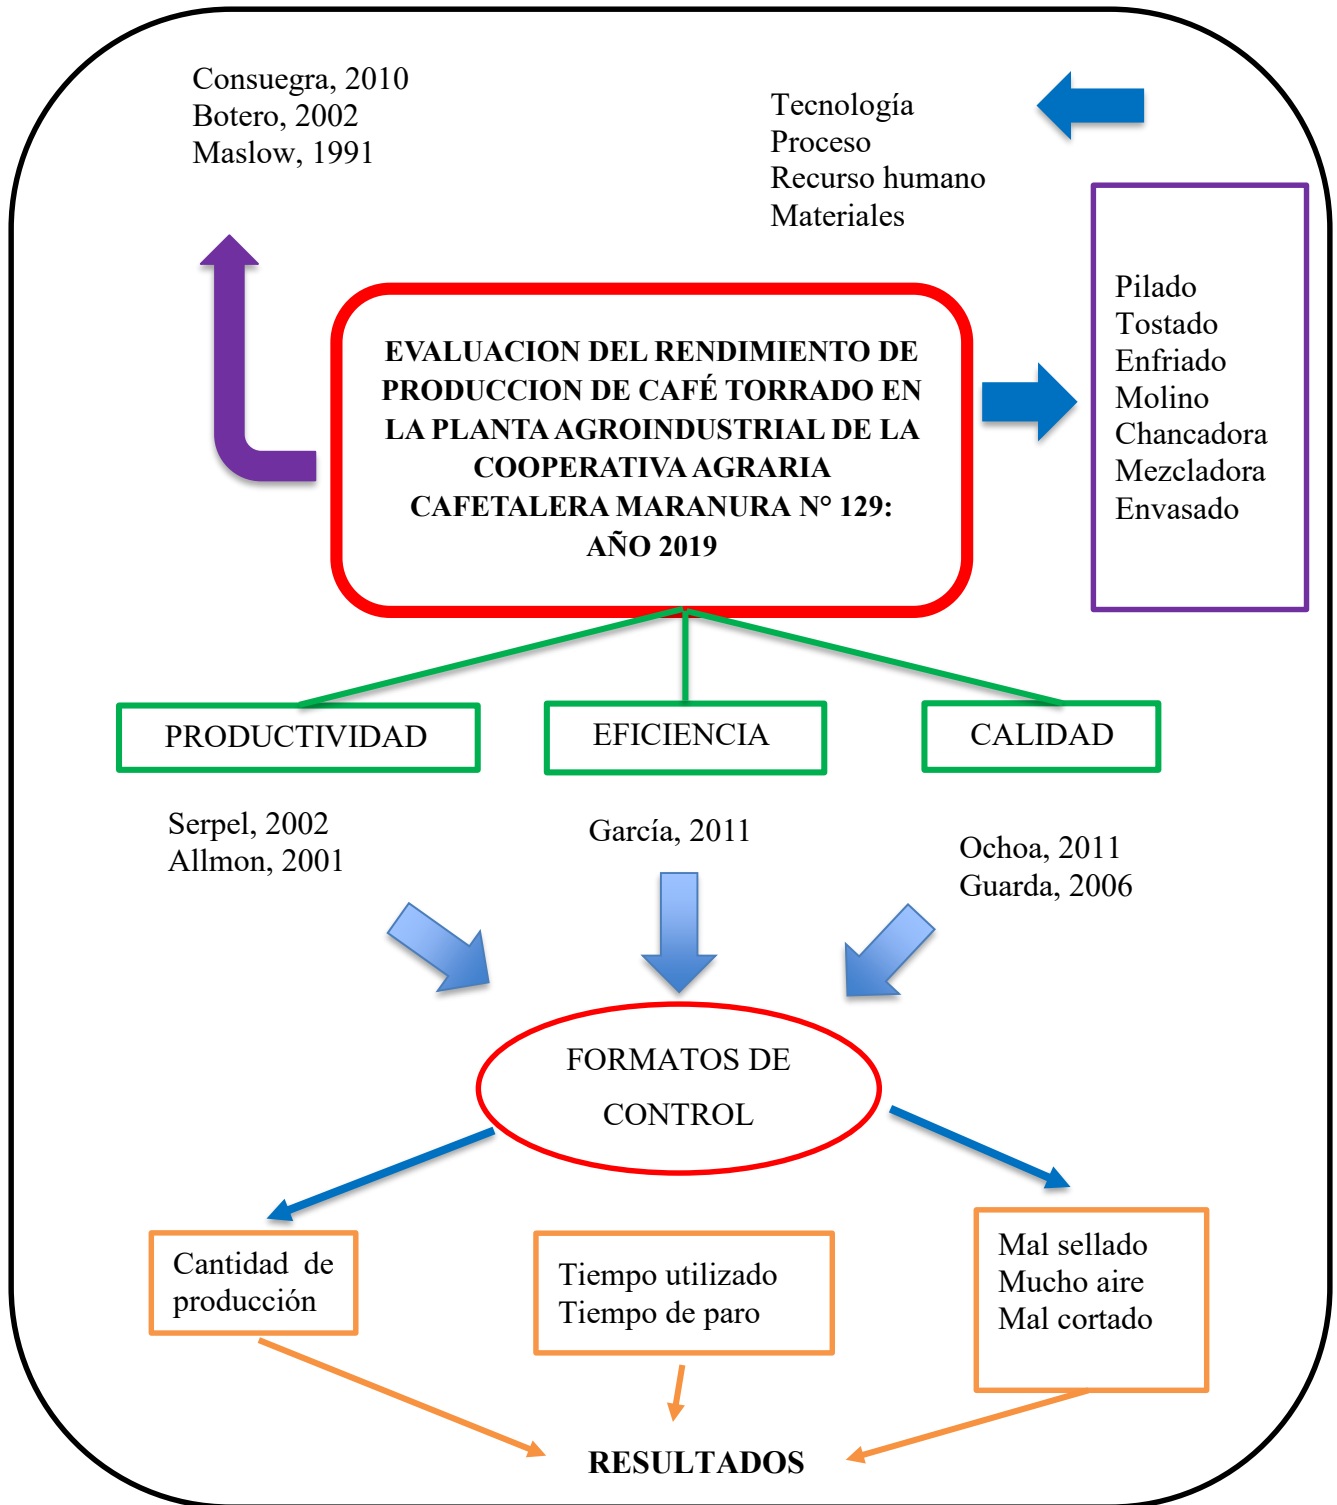 Consuegra, 2010
Botero, 2002
Maslow, 1991
Tecnología
Proceso
Recurso humano
Materiales
EVALUACION DEL RENDIMIENTO DE
PRODUCCION DE CAFÉ TORRADO EN
LA PLANTA AGROINDUSTRIAL DE LA
COOPERATIVA AGRARIA
CAFETALERA MARANURA N° 129:
AÑO 2019
Pilado
Tostado
Enfriado
Molino
Chancadora
Mezcladora
Envasado
PRODUCTIVIDAD
EFICIENCIA
CALIDAD
Serpel, 2002
Allmon, 2001
García, 2011
Ochoa, 2011
Guarda, 2006
FORMATOS DE
CONTROL
Cantidad de
producción
Tiempo utilizado
Tiempo de paro
Mal sellado
Mucho aire
Mal cortado
RESULTADOS